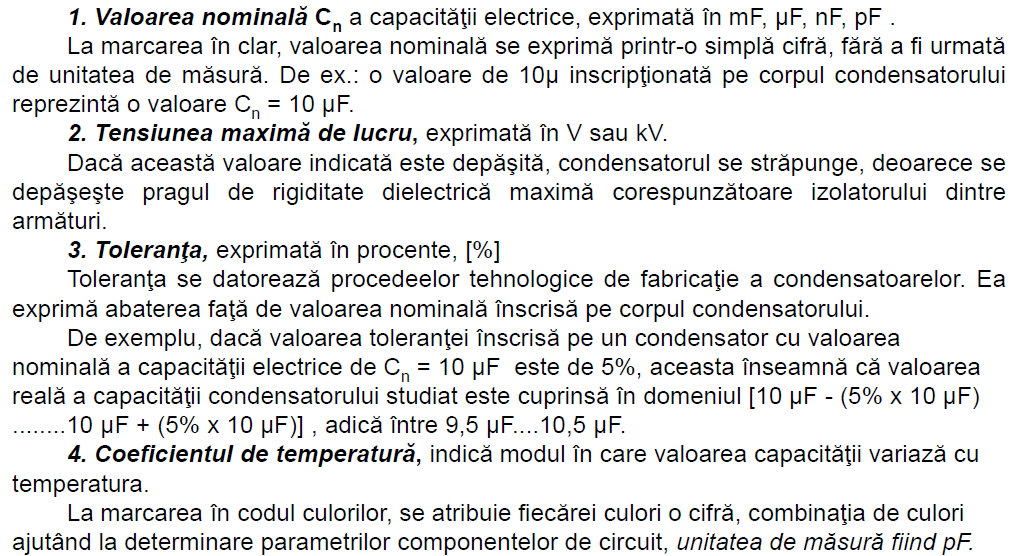 1. Valoarea nominală Cn a capacităţii electrice, exprimată în mF, µF, nF, pF .
La marcarea în clar, valoarea nominală se exprimă printr-o simplă cifră, fără a fi urmată
de unitatea de măsură. De ex.: o valoare de 10µ inscripţionată pe corpul condensatorului
reprezintă o valoare Cn = 10 µF.
2. Tensiunea maximă de lucru, exprimată în V sau kV.
Dacă această valoare indicată este depăşită, condensatorul se străpunge, deoarece se
depăşeşte pragul de rigiditate dielectrică maximă corespunzătoare izolatorului dintre
armături.
3. Toleranţa, exprimată în procente, [%]
Toleranţa se datorează procedeelor tehnologice de fabricaţie a condensatoarelor. Ea
exprimă abaterea faţă de valoarea nominală înscrisă pe corpul condensatorului.
De exemplu, dacă valoarea toleranţei înscrisă pe un condensator cu valoarea
nominală a capacităţii electrice de Cn = 10 µF este de 5%, aceasta înseamnă că valoarea
reală a capacităţii condensatorului studiat este cuprinsă în domeniul [10 µF - (5% x 10 µF)
........10 µF + (5% x 10 µF)] , adică între 9,5 µF....10,5 µF.
4. Coeficientul de temperatură, indică modul în care valoarea capacităţii variază cu
temperatura.
La marcarea în codul culorilor, se atribuie fiecărei culori o cifră, combinaţia de culori
ajutând la determinare parametrilor componentelor de circuit, unitatea de măsură fiind pF.